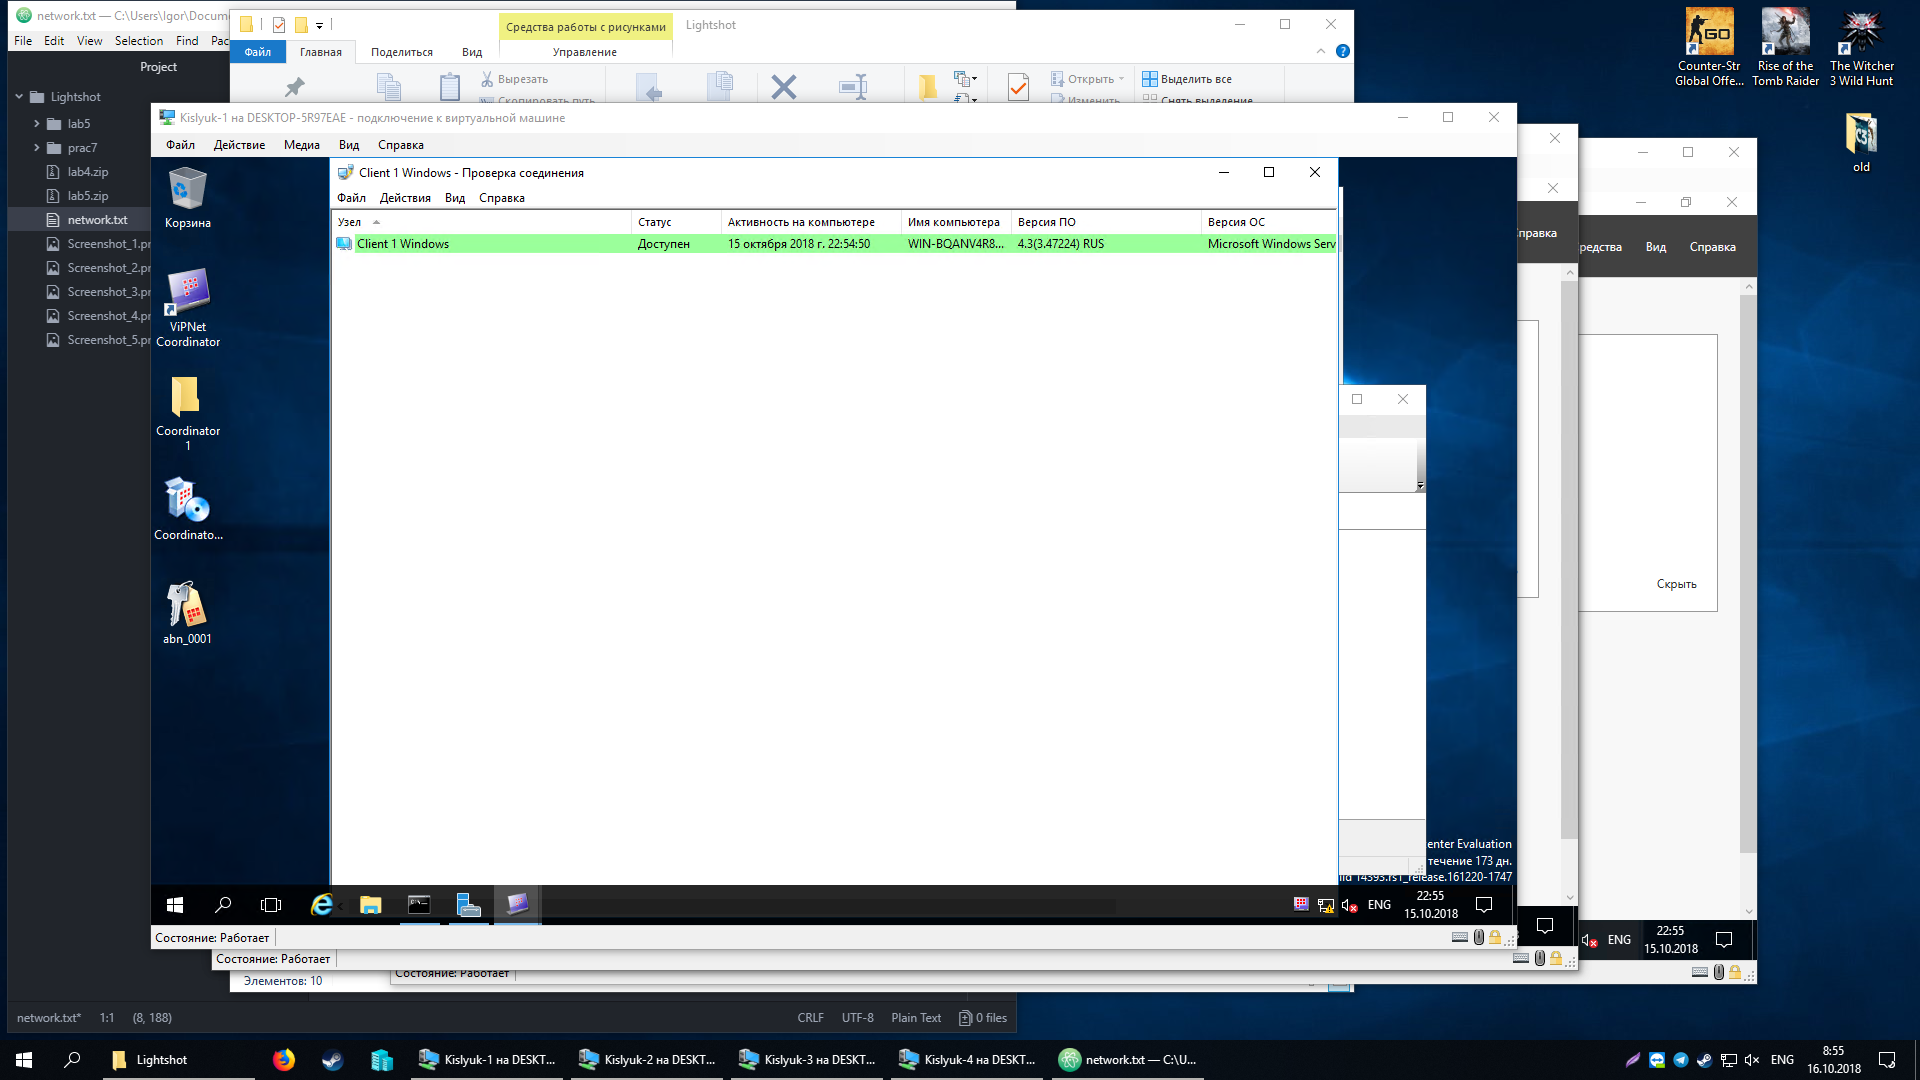 network.txt — C:\Users\Igor\Docume
File Edit View Selection Find Pac
Project
Lightshot
lab5
prac7
lab4.zip
lab5.zip
network.txt
Screenshot_1.pr
Screenshot_2.pr
Screenshot_3.pr
Screenshot_4.pr
Screenshot_5.pr
network.txt* 1:1 (8, 188) CRLF UTF-8 Plain Text 0 files
Средства работы с рисунками Lightshot
Файл Главная Поделиться Вид Управление
Вырезать Открыть Выделить все
Скопировать путь Изменить Снять выделение
Элементов: 10
Kislyuk-1 на DESKTOP-5R97EAE - подключение к виртуальной машине
Файл Действие Медиа Вид Справка
Корзина
ViPNet
Coordinator
Coordinator
1
Coordinato...
abn_0001
Client 1 Windows - Проверка соединения
Файл Действия Вид Справка
Узел Статус Активность на компьютере Имя компьютера Версия ПО Версия ОС
Client 1 Windows Доступен 15 октября 2018 г. 22:54:50 WIN-BQANV4R8... 4.3(3.47224) RUS Microsoft Windows Serv
enter Evaluation
течение 173 дн.
14393.rs1_release.161220-1747
ENG 22:55
15.10.2018
Состояние: Работает
Состояние: Работает
Состояние: Работает
правка
редства Вид Справка
Скрыть
ENG 22:55
15.10.2018
Counter-Str
Global Offe...
Rise of the
Tomb Raider
The Witcher
3 Wild Hunt
old
Lightshot Kislyuk-1 на DESKT... Kislyuk-2 на DESKT... Kislyuk-3 на DESKT... Kislyuk-4 на DESKT... network.txt — C:\U...
ENG 8:55
16.10.2018